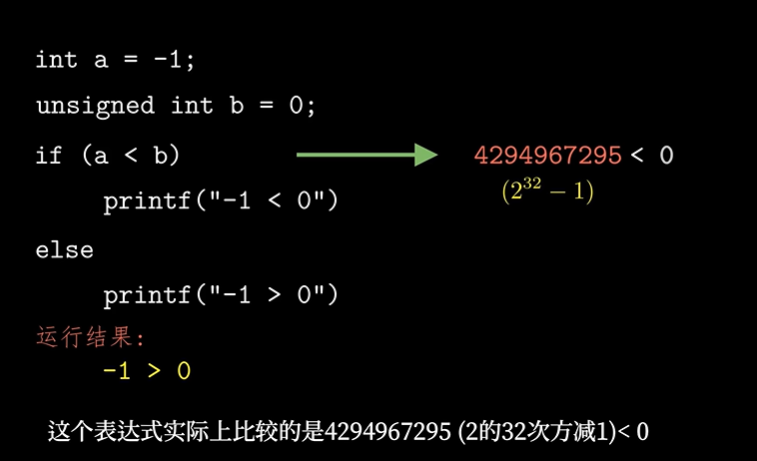 int a = -1;
unsigned int b = 0;
if (a < b) 4294967295 < 0
(2³² − 1)
printf("-1 < 0")
else
printf("-1 > 0")
运行结果:
-1 > 0
这个表达式实际上比较的是4294967295 (2的32次方减1)< 0